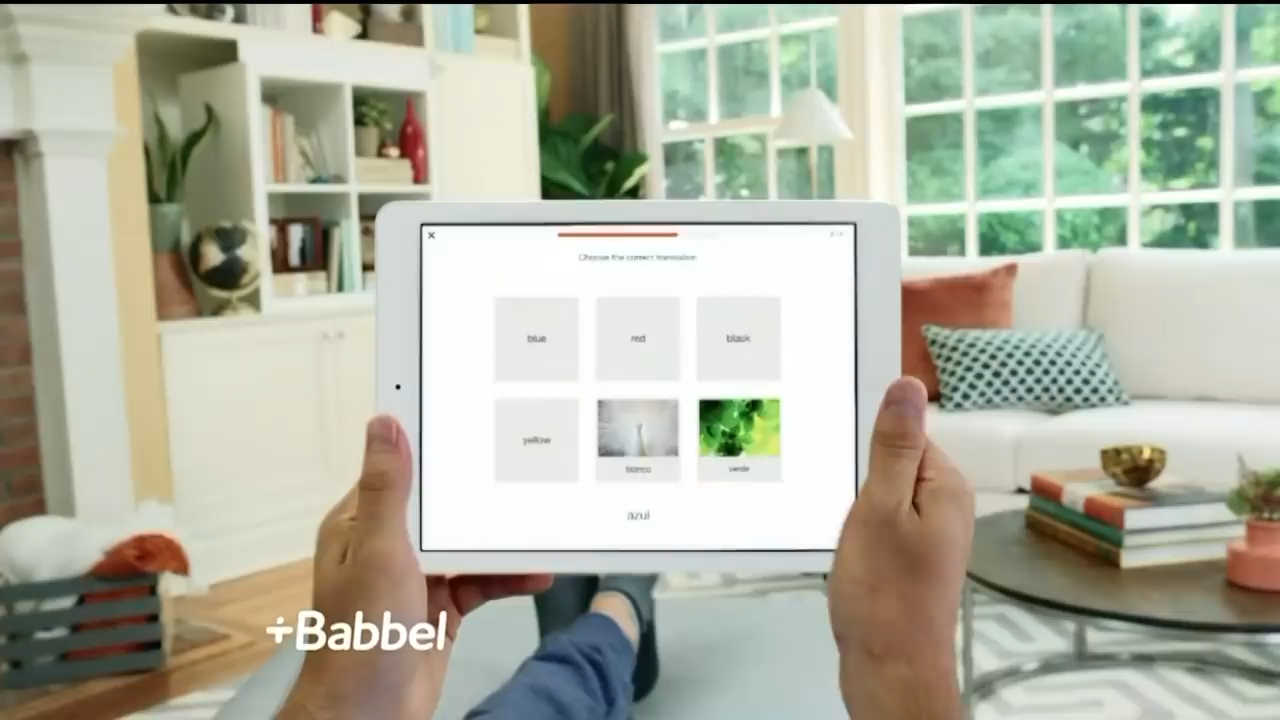 Choose the correct translation
blue
red
black
yellow
blanco
verde
azul
+Babbel